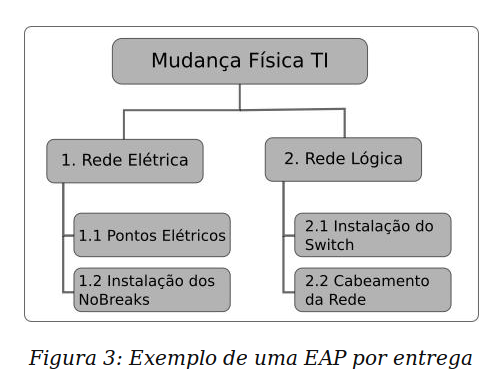 Mudança Física TI
1. Rede Elétrica
2. Rede Lógica
1.1 Pontos Elétricos
2.1 Instalação do
Switch
1.2 Instalação dos
NoBreaks
2.2 Cabeamento
da Rede
Figura 3: Exemplo de uma EAP por entrega